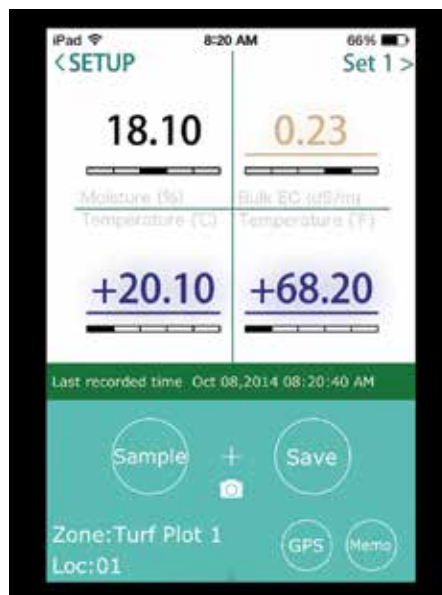 iPad 8:20 AM 66%
< SETUP Set 1 >
18.10 0.23
Moisture (%) Bulk EC (dS/m)
Temperature (°C) Temperature (°F)
+20.10 +68.20
Last recorded time Oct 08,2014 08:20:40 AM
Sample + Save
Zone:Turf Plot 1
GPS Memo
Loc:01